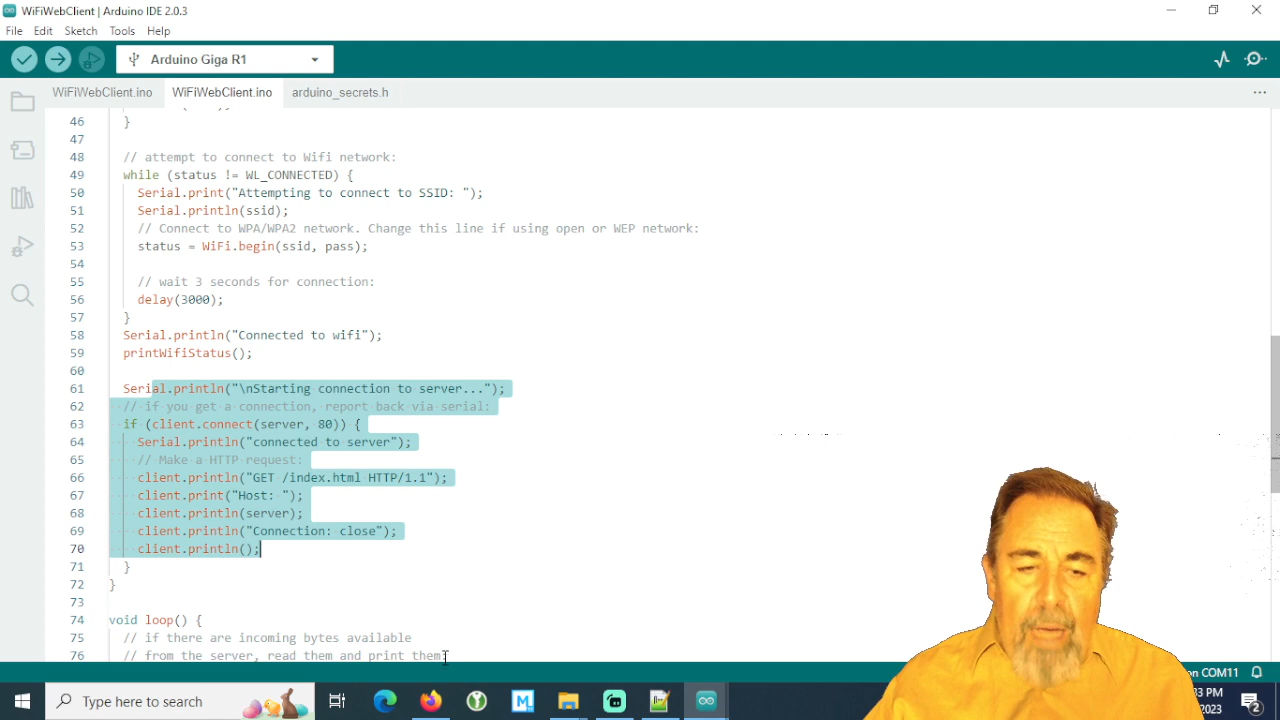 WiFiWebClient | Arduino IDE 2.0.3
File Edit Sketch Tools Help
Arduino Giga R1
WiFiWebClient.ino WiFiWebClient.ino arduino_secrets.h
46 }
47
48 // attempt to connect to Wifi network:
49 while (status != WL_CONNECTED) {
50 Serial.print("Attempting to connect to SSID: ");
51 Serial.println(ssid);
52 // Connect to WPA/WPA2 network. Change this line if using open or WEP network:
53 status = WiFi.begin(ssid, pass);
54
55 // wait 3 seconds for connection:
56 delay(3000);
57 }
58 Serial.println("Connected to wifi");
59 printWifiStatus();
60
61 Serial.println("\nStarting connection to server...");
62 // if you get a connection, report back via serial:
63 if (client.connect(server, 80)) {
64 Serial.println("connected to server");
65 // Make a HTTP request:
66 client.println("GET /index.html HTTP/1.1");
67 client.print("Host: ");
68 client.println(server);
69 client.println("Connection: close");
70 client.println();
71 }
72 }
73
74 void loop() {
75 // if there are incoming bytes available
76 // from the server, read them and print them:
on COM11
Type here to search
PM
2023
2